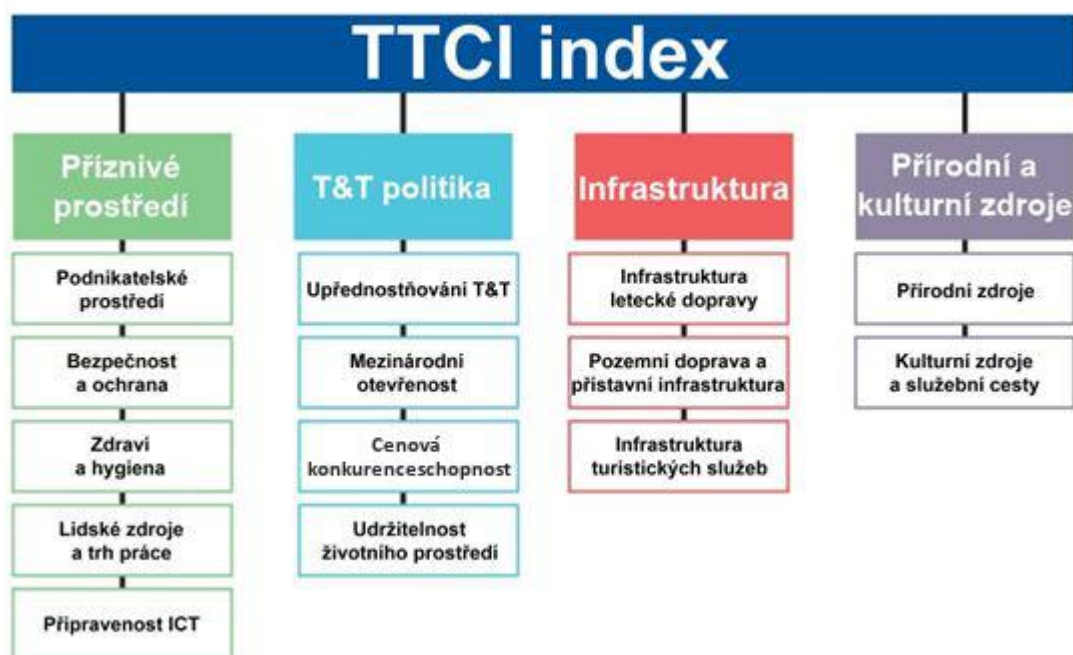 TTCI index
Příznivé
prostředí
Podnikatelské
prostředí
Bezpečnost
a ochrana
Zdraví
a hygiena
Lidské zdroje
a trh práce
Připravenost ICT
T&T politika
Upřednostňování T&T
Mezinárodní
otevřenost
Cenová
konkurenceschopnost
Udržitelnost
životního prostředí
Infrastruktura
Infrastruktura
letecké dopravy
Pozemní doprava a
přístavní infrastruktura
Infrastruktura
turistických služeb
Přírodní a
kulturní zdroje
Přírodní zdroje
Kulturní zdroje
a služební cesty